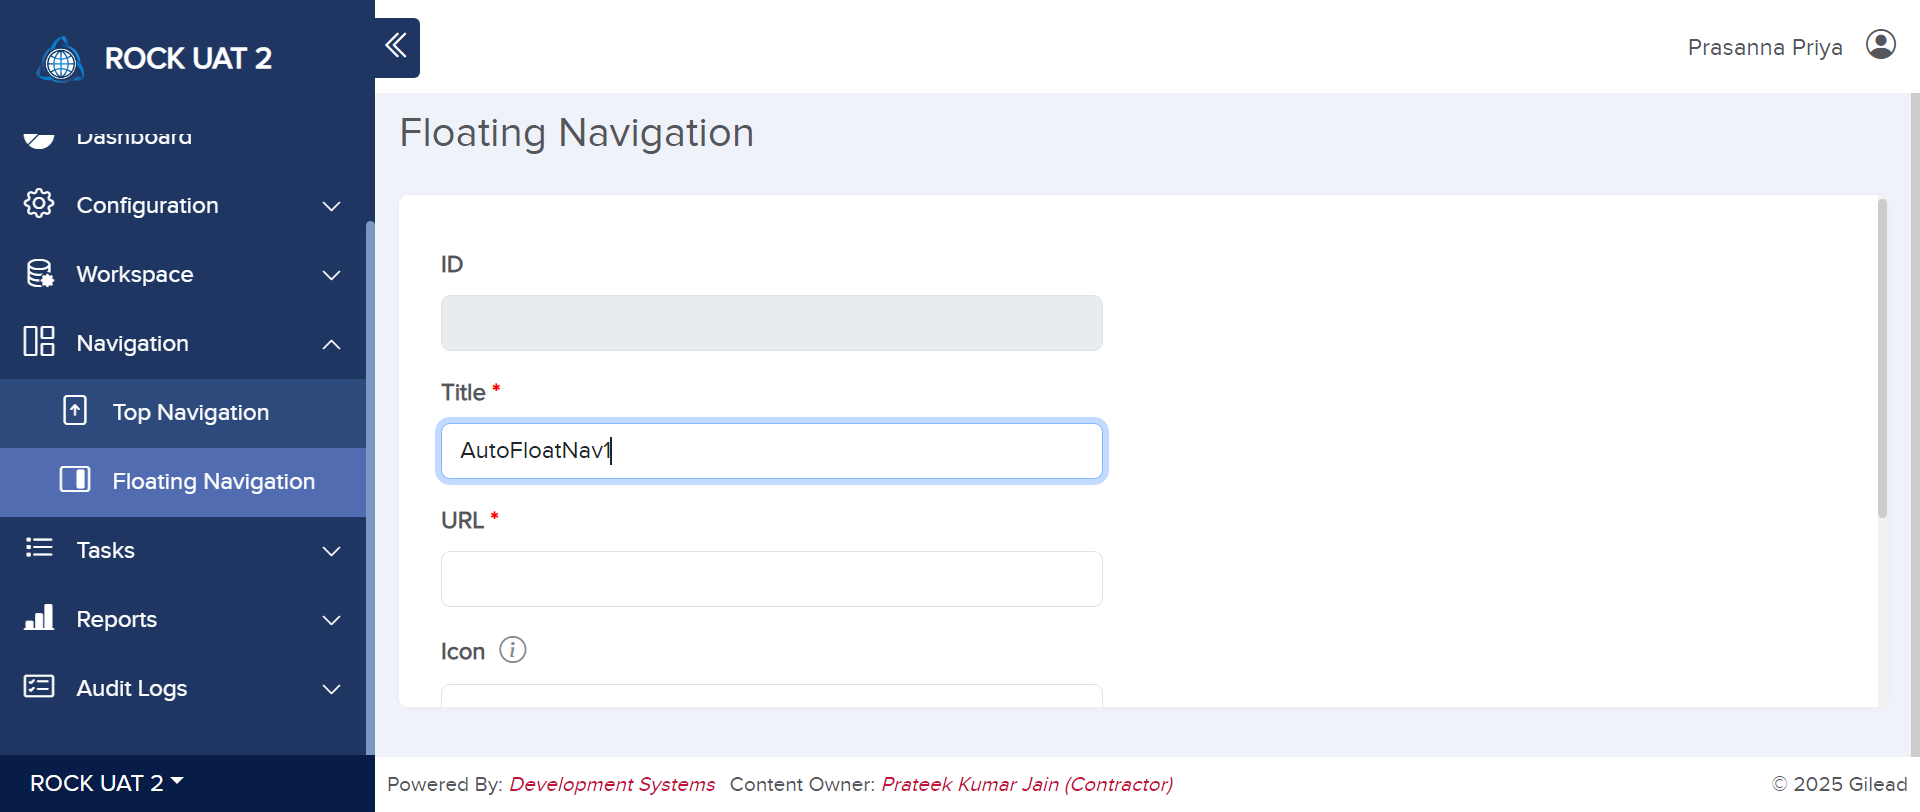 ROCK UAT 2
Prasanna Priya
Dashboard
Configuration
Workspace
Navigation
Top Navigation
Floating Navigation
Tasks
Reports
Audit Logs
ROCK UAT 2
Floating Navigation
ID
Title *
AutoFloatNav1
URL *
Icon i
Powered By: Development Systems Content Owner: Prateek Kumar Jain (Contractor)
© 2025 Gilead